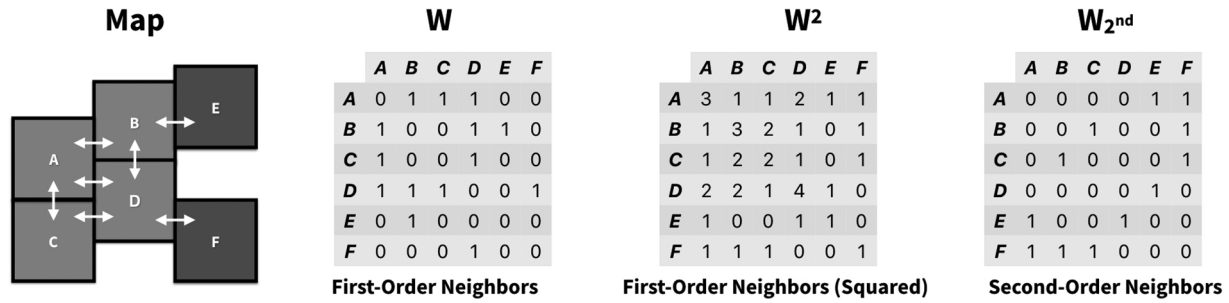 Map
A
B
C
D
E
F
W
A B C D E F
A 0 1 1 1 0 0
B 1 0 0 1 1 0
C 1 0 0 1 0 0
D 1 1 1 0 0 1
E 0 1 0 0 0 0
F 0 0 0 1 0 0
First-Order Neighbors
W²
A B C D E F
A 3 1 1 2 1 1
B 1 3 2 1 0 1
C 1 2 2 1 0 1
D 2 2 1 4 1 0
E 1 0 0 1 1 0
F 1 1 1 0 0 1
First-Order Neighbors (Squared)
W₂nd
A B C D E F
A 0 0 0 0 1 1
B 0 0 1 0 0 1
C 0 1 0 0 0 1
D 0 0 0 0 1 0
E 1 0 0 1 0 0
F 1 1 1 0 0 0
Second-Order Neighbors